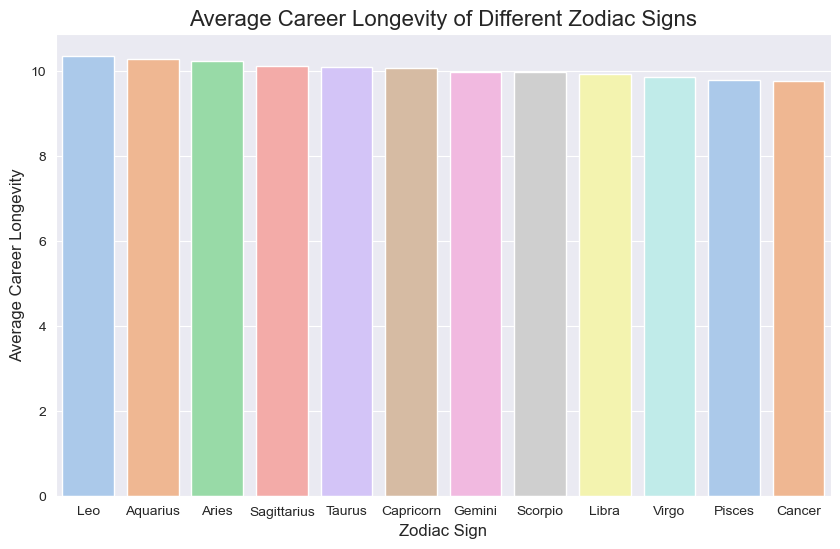 Average Career Longevity of Different Zodiac Signs
Average Career Longevity
10
8
6
4
2
0
Leo Aquarius Aries Sagittarius Taurus Capricorn Gemini Scorpio Libra Virgo Pisces Cancer
Zodiac Sign